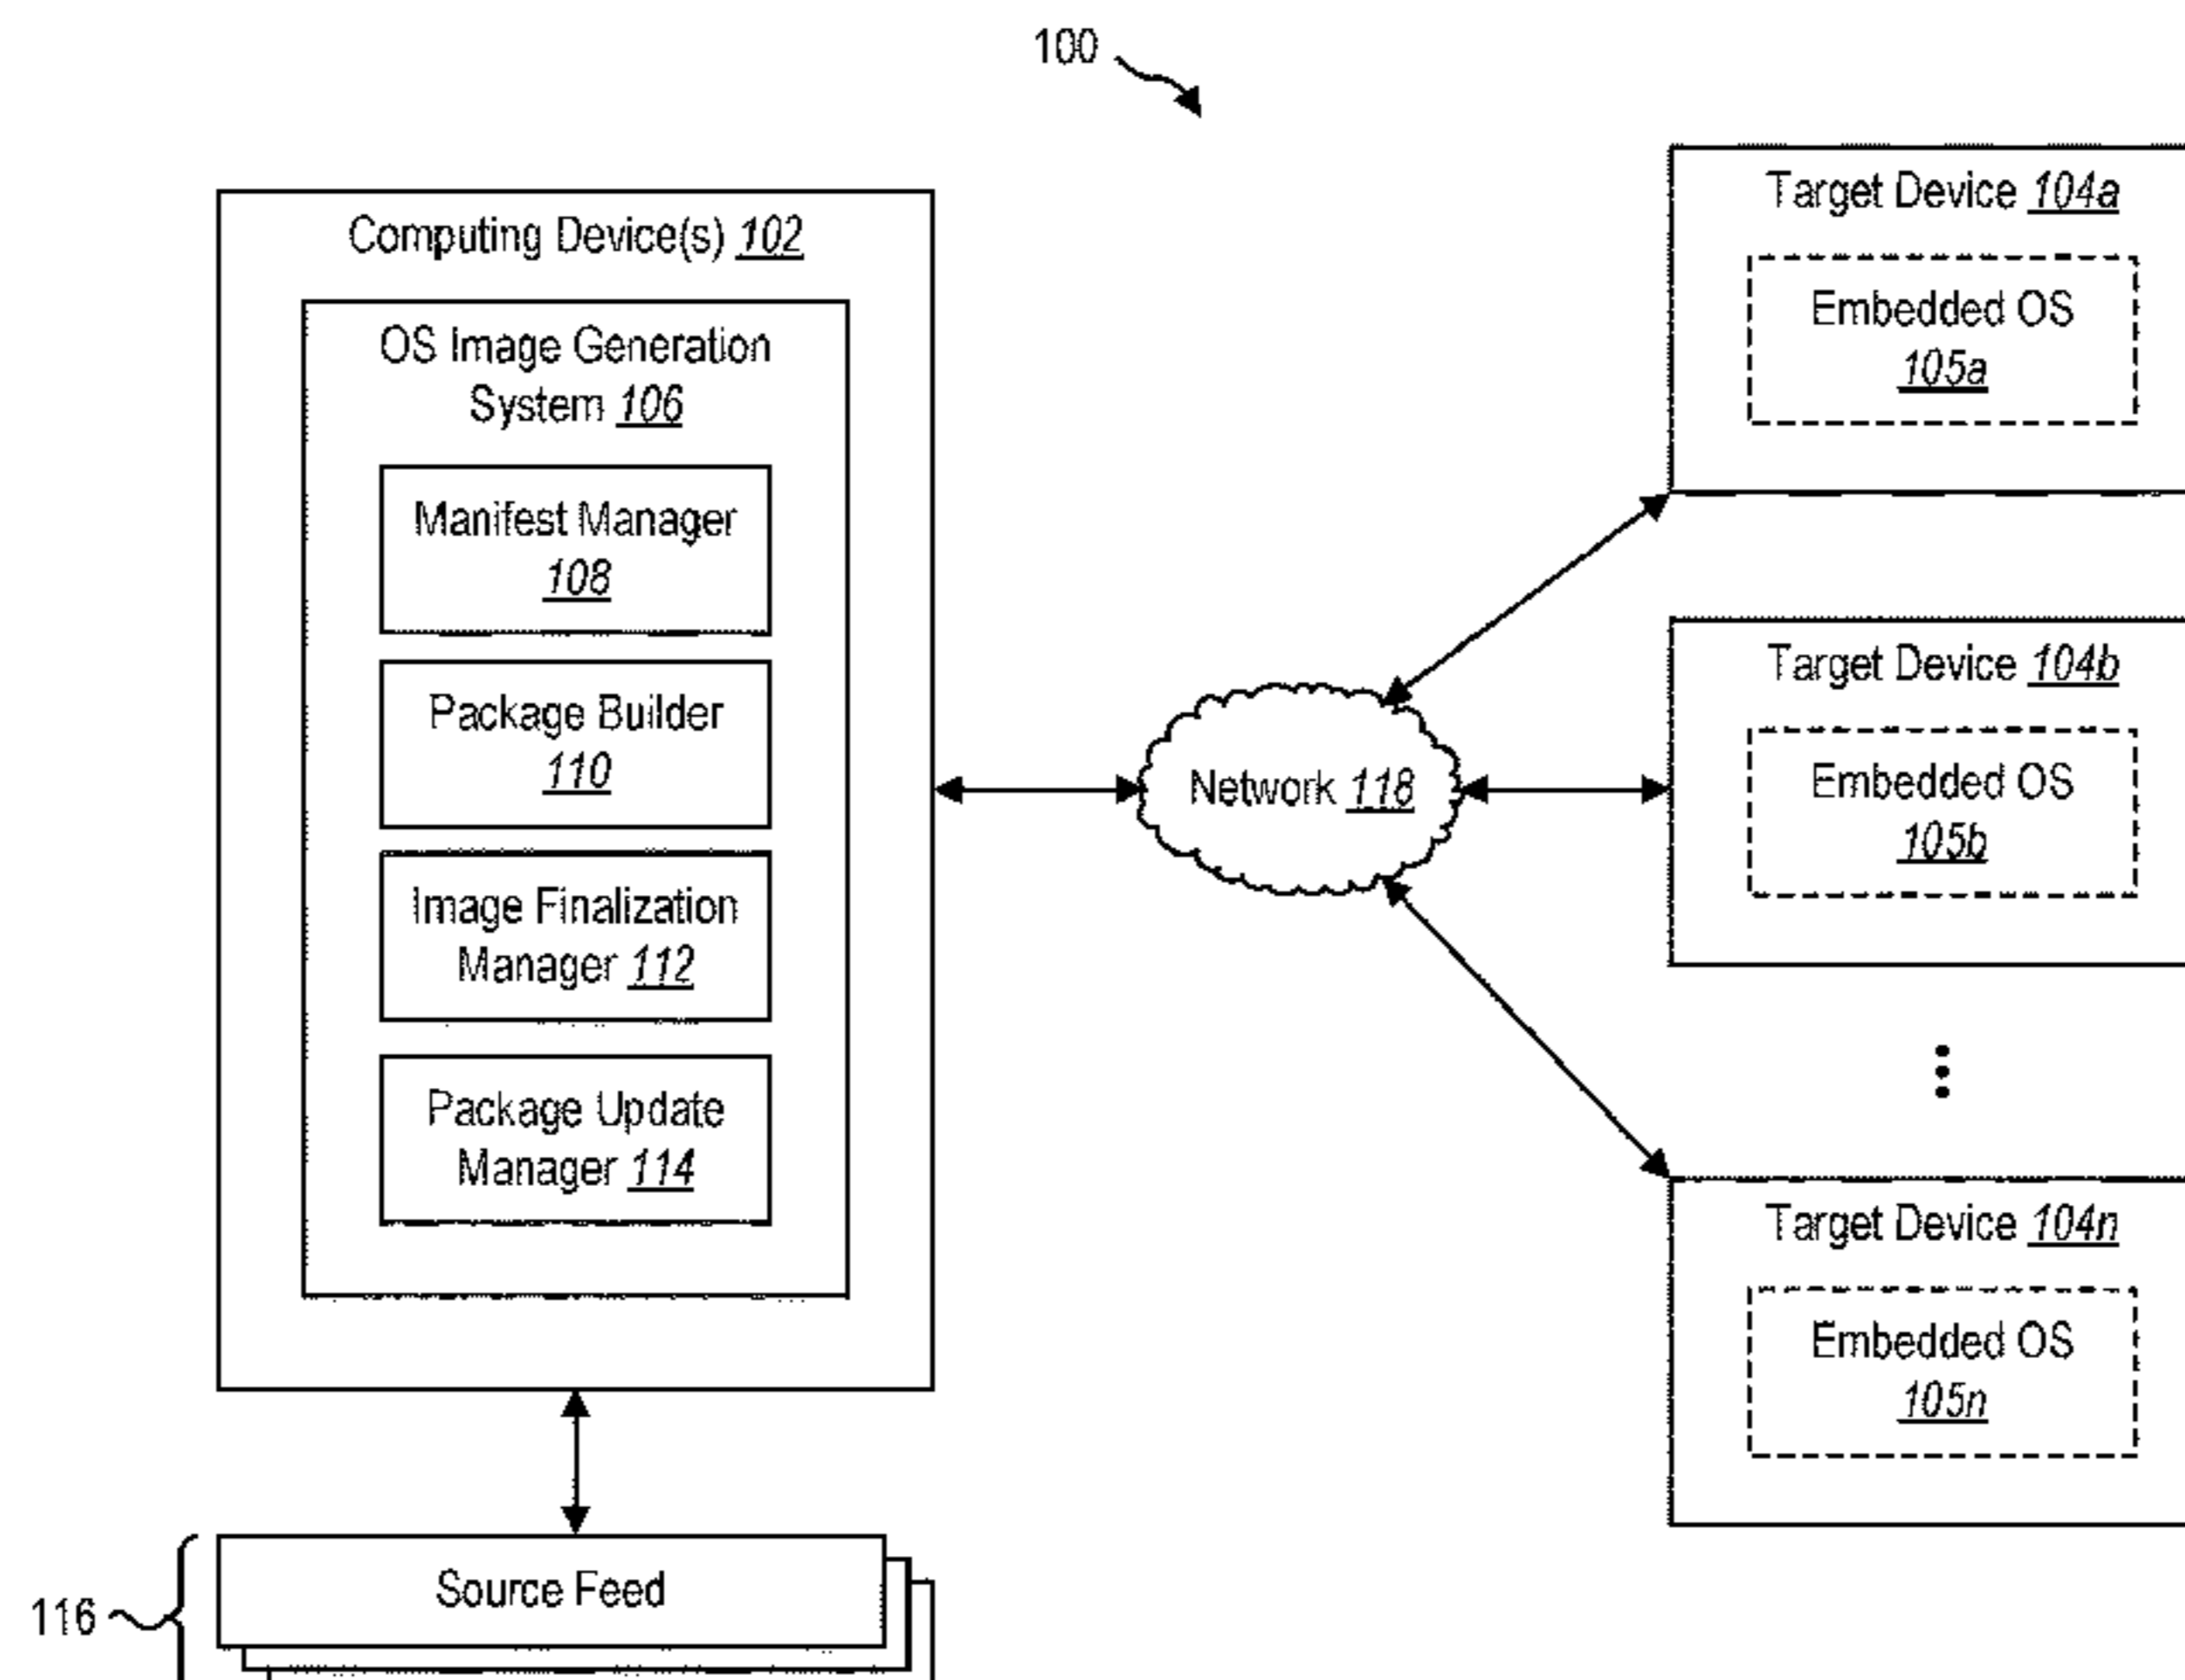 100
Computing Device(s) 102
OS Image Generation
System 106
Manifest Manager
108
Package Builder
110
Image Finalization
Manager 112
Package Update
Manager 114
Source Feed
116
Network 118
Target Device 104a
Embedded OS
105a
Target Device 104b
Embedded OS
105b
Target Device 104n
Embedded OS
105n